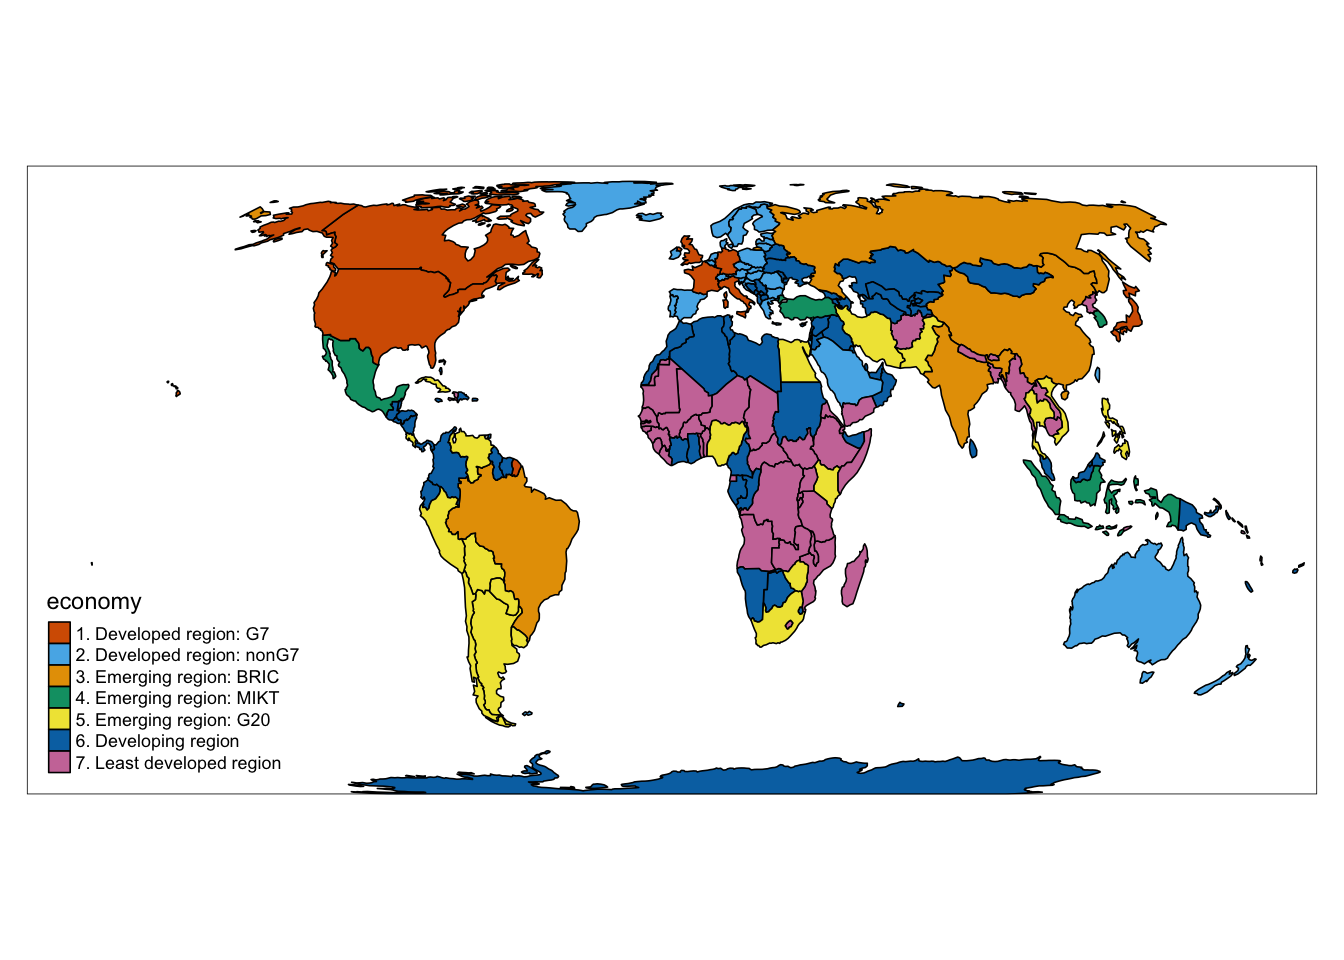 economy
1. Developed region: G7
2. Developed region: nonG7
3. Emerging region: BRIC
4. Emerging region: MIKT
5. Emerging region: G20
6. Developing region
7. Least developed region